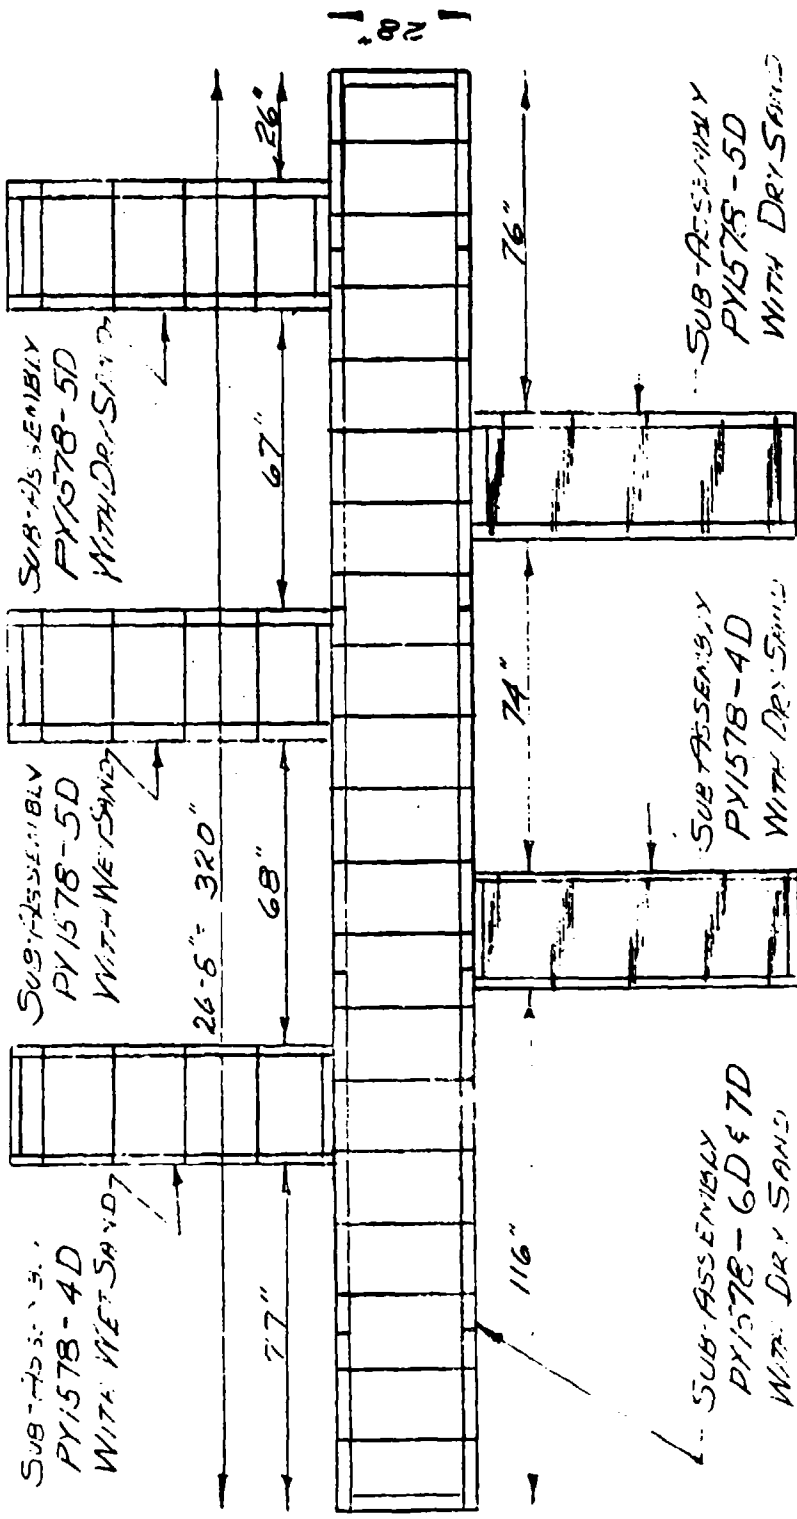 28"
SUB-ASSEMBLY
PY1578-4D
WITH WET SAND
SUB-ASSEMBLY
PY1578-5D
WITH WET SAND
SUB-ASSEMBLY
PY1578-5D
WITH DRY SAND
26-8" = 320"
77"
68"
67"
26"
116"
74"
76"
SUB-ASSEMBLY
PY1578-6D & 7D
WITH DRY SAND
SUB ASSEMBLY
PY1578-4D
WITH DRY SAND
SUB-ASSEMBLY
PY1578-5D
WITH DRY SAND